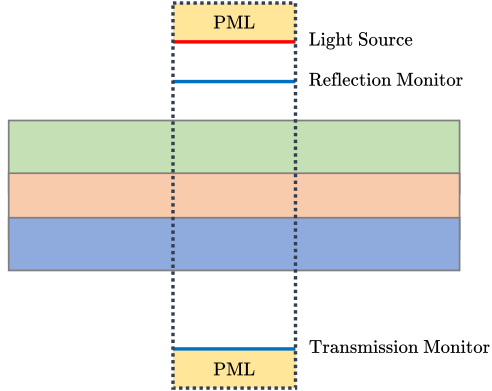 PML
Light Source
Reflection Monitor
Transmission Monitor
PML